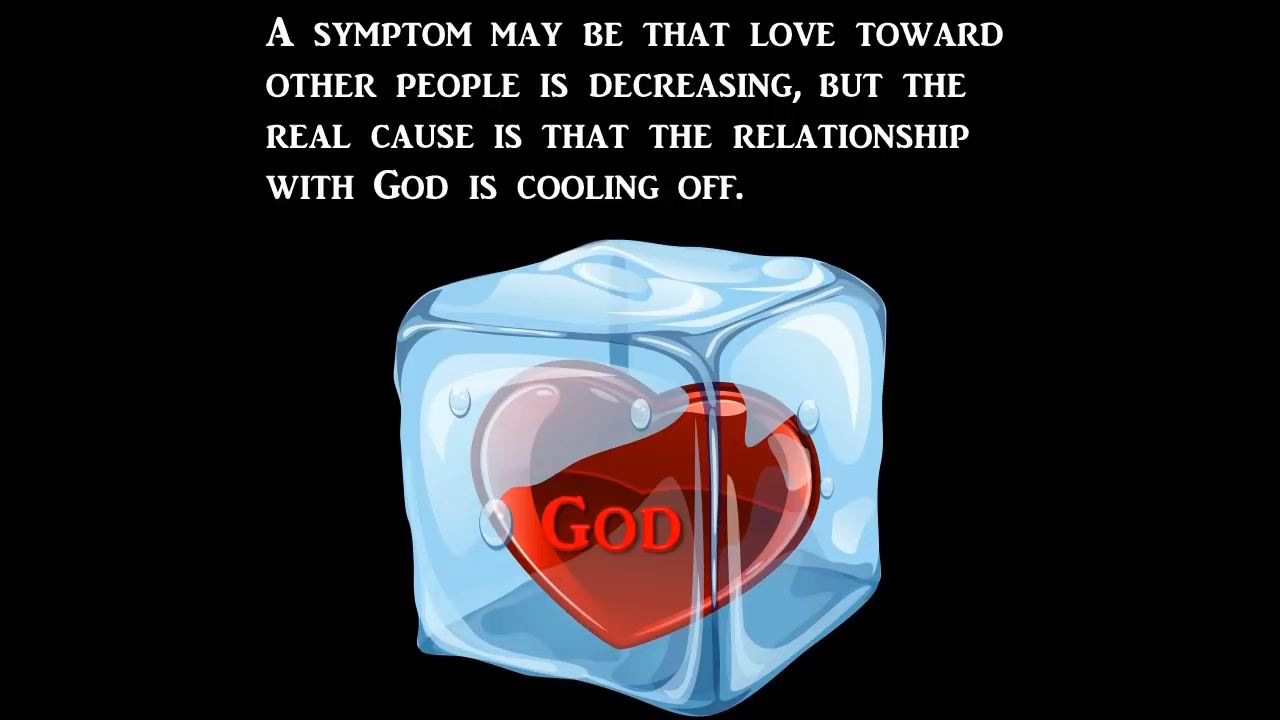 A SYMPTOM MAY BE THAT LOVE TOWARD
OTHER PEOPLE IS DECREASING, BUT THE
REAL CAUSE IS THAT THE RELATIONSHIP
WITH GOD IS COOLING OFF.
GOD